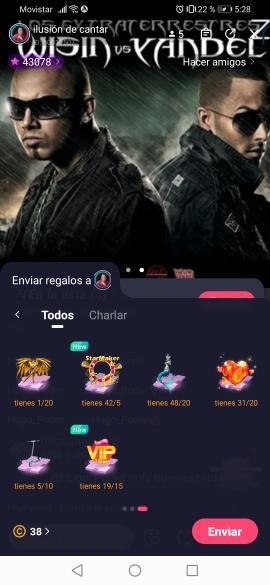 Movistar 22 % 5:28
LOS EXTRATERRESTRES
WISIN VS YANDEL
ilusión de cantar
5
43078 >
Hacer amigos >
Enviar regalos a
Todos Charlar
New
StarMaker
tienes 1/20 tienes 42/5 tienes 48/20 tienes 31/20
New
VIP
tienes 5/10 tienes 19/15
38 >
Enviar